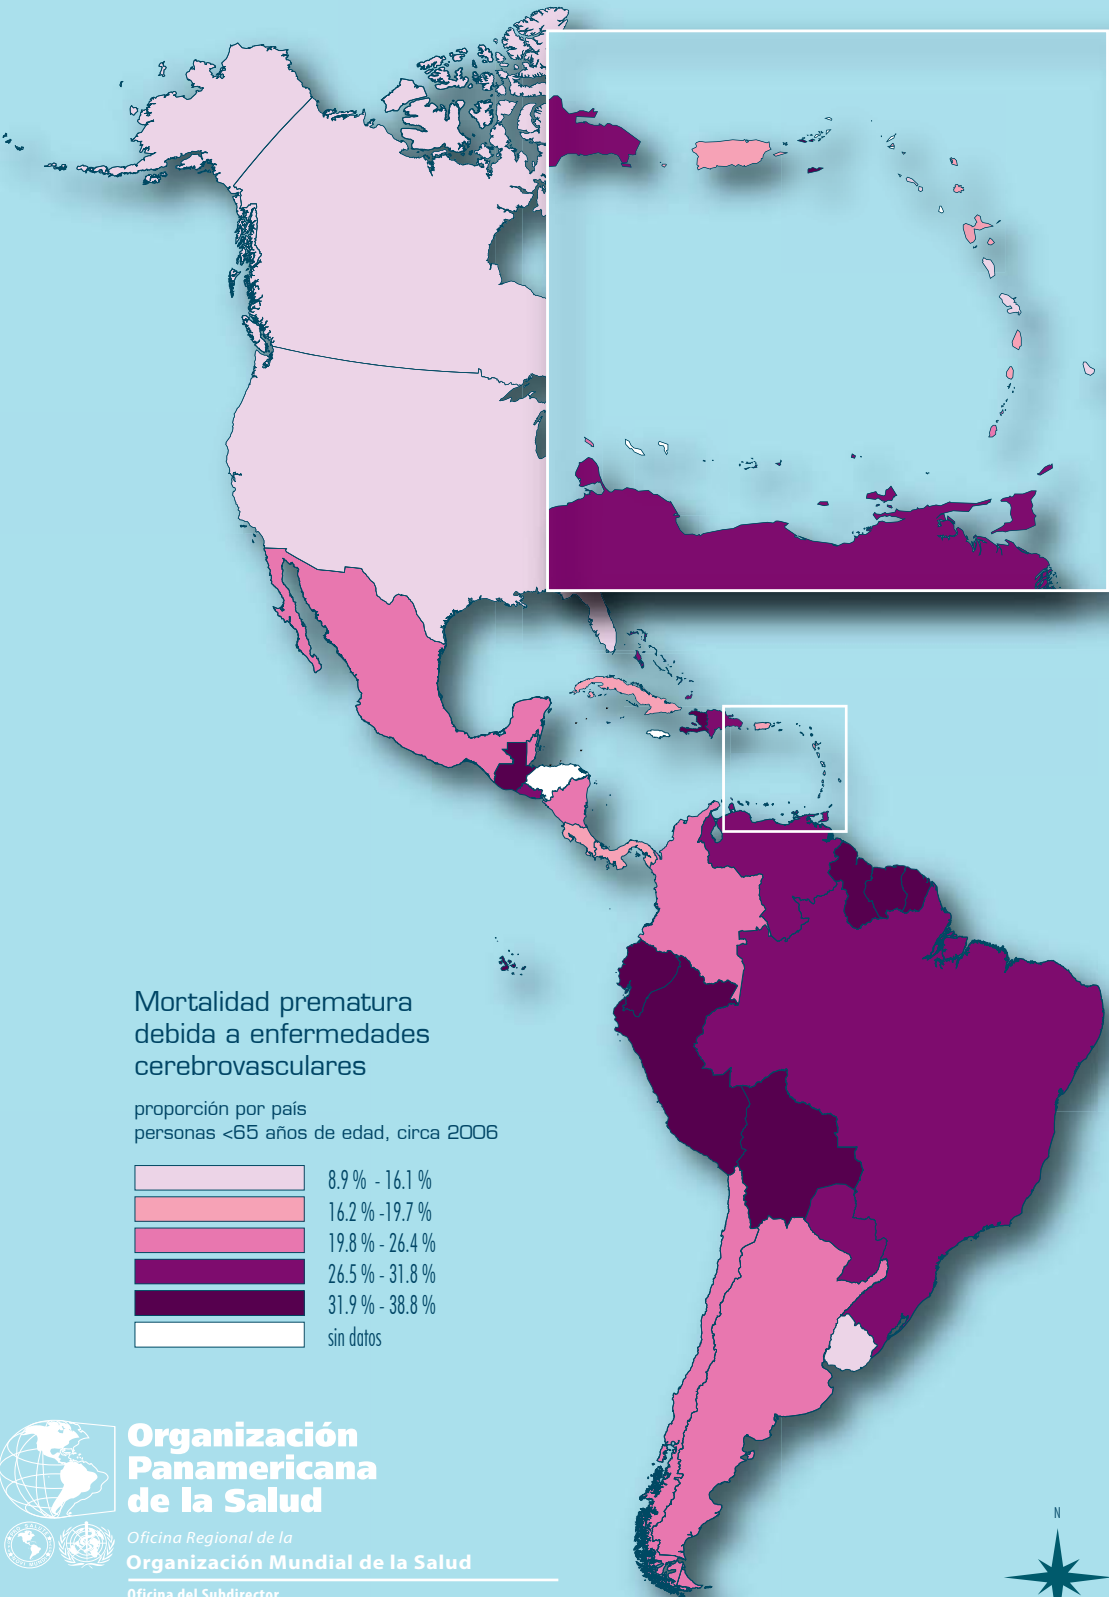 Mortalidad prematura
debida a enfermedades
cerebrovasculares
proporción por país
personas <65 años de edad, circa 2006
8.9 % - 16.1 %
16.2 % -19.7 %
19.8 % - 26.4 %
26.5 % - 31.8 %
31.9 % - 38.8 %
sin datos
Organización
Panamericana
de la Salud
Oficina Regional de la
Organización Mundial de la Salud
Oficina del Subdirector
N